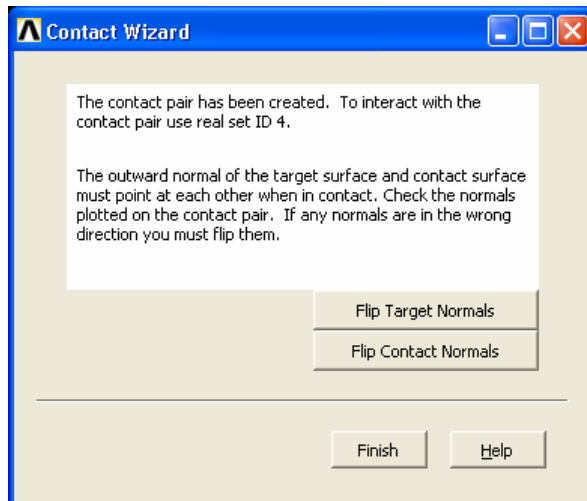 Contact Wizard
The contact pair has been created. To interact with the
contact pair use real set ID 4.
The outward normal of the target surface and contact surface
must point at each other when in contact. Check the normals
plotted on the contact pair. If any normals are in the wrong
direction you must flip them.
Flip Target Normals
Flip Contact Normals
Finish
Help